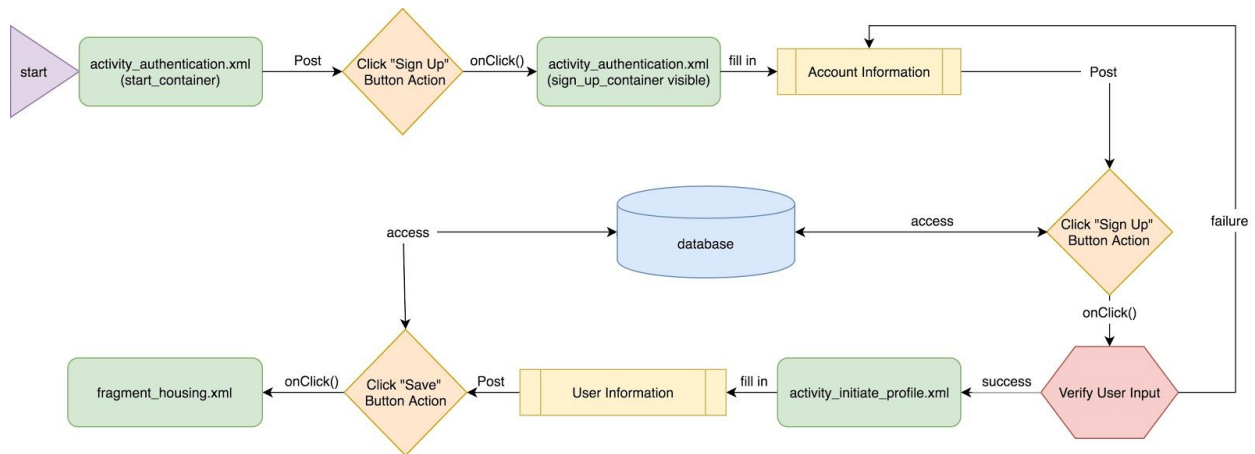 start
activity_authentication.xml
(start_container)
Post
Click "Sign Up"
Button Action
onClick()
activity_authentication.xml
(sign_up_container visible)
fill in
Account Information
Post
database
access
access
Click "Sign Up"
Button Action
failure
onClick()
Verify User Input
success
activity_initiate_profile.xml
fill in
User Information
Post
Click "Save"
Button Action
onClick()
fragment_housing.xml